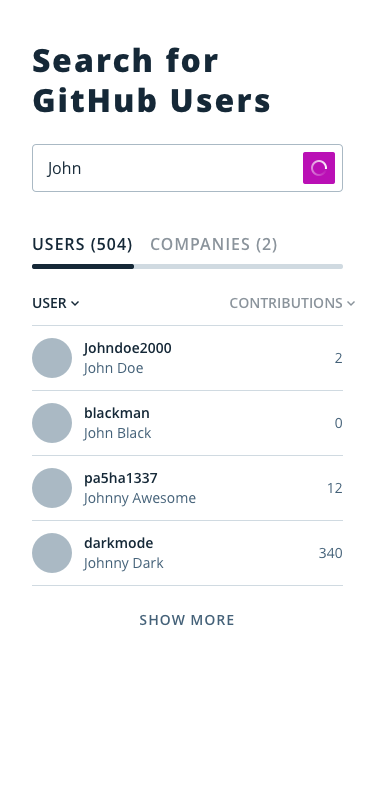 Search for
GitHub Users
John
USERS (504) COMPANIES (2)
USER CONTRIBUTIONS
Johndoe2000
John Doe
2
blackman
John Black
0
pa5ha1337
Johnny Awesome
12
darkmode
Johnny Dark
340
SHOW MORE